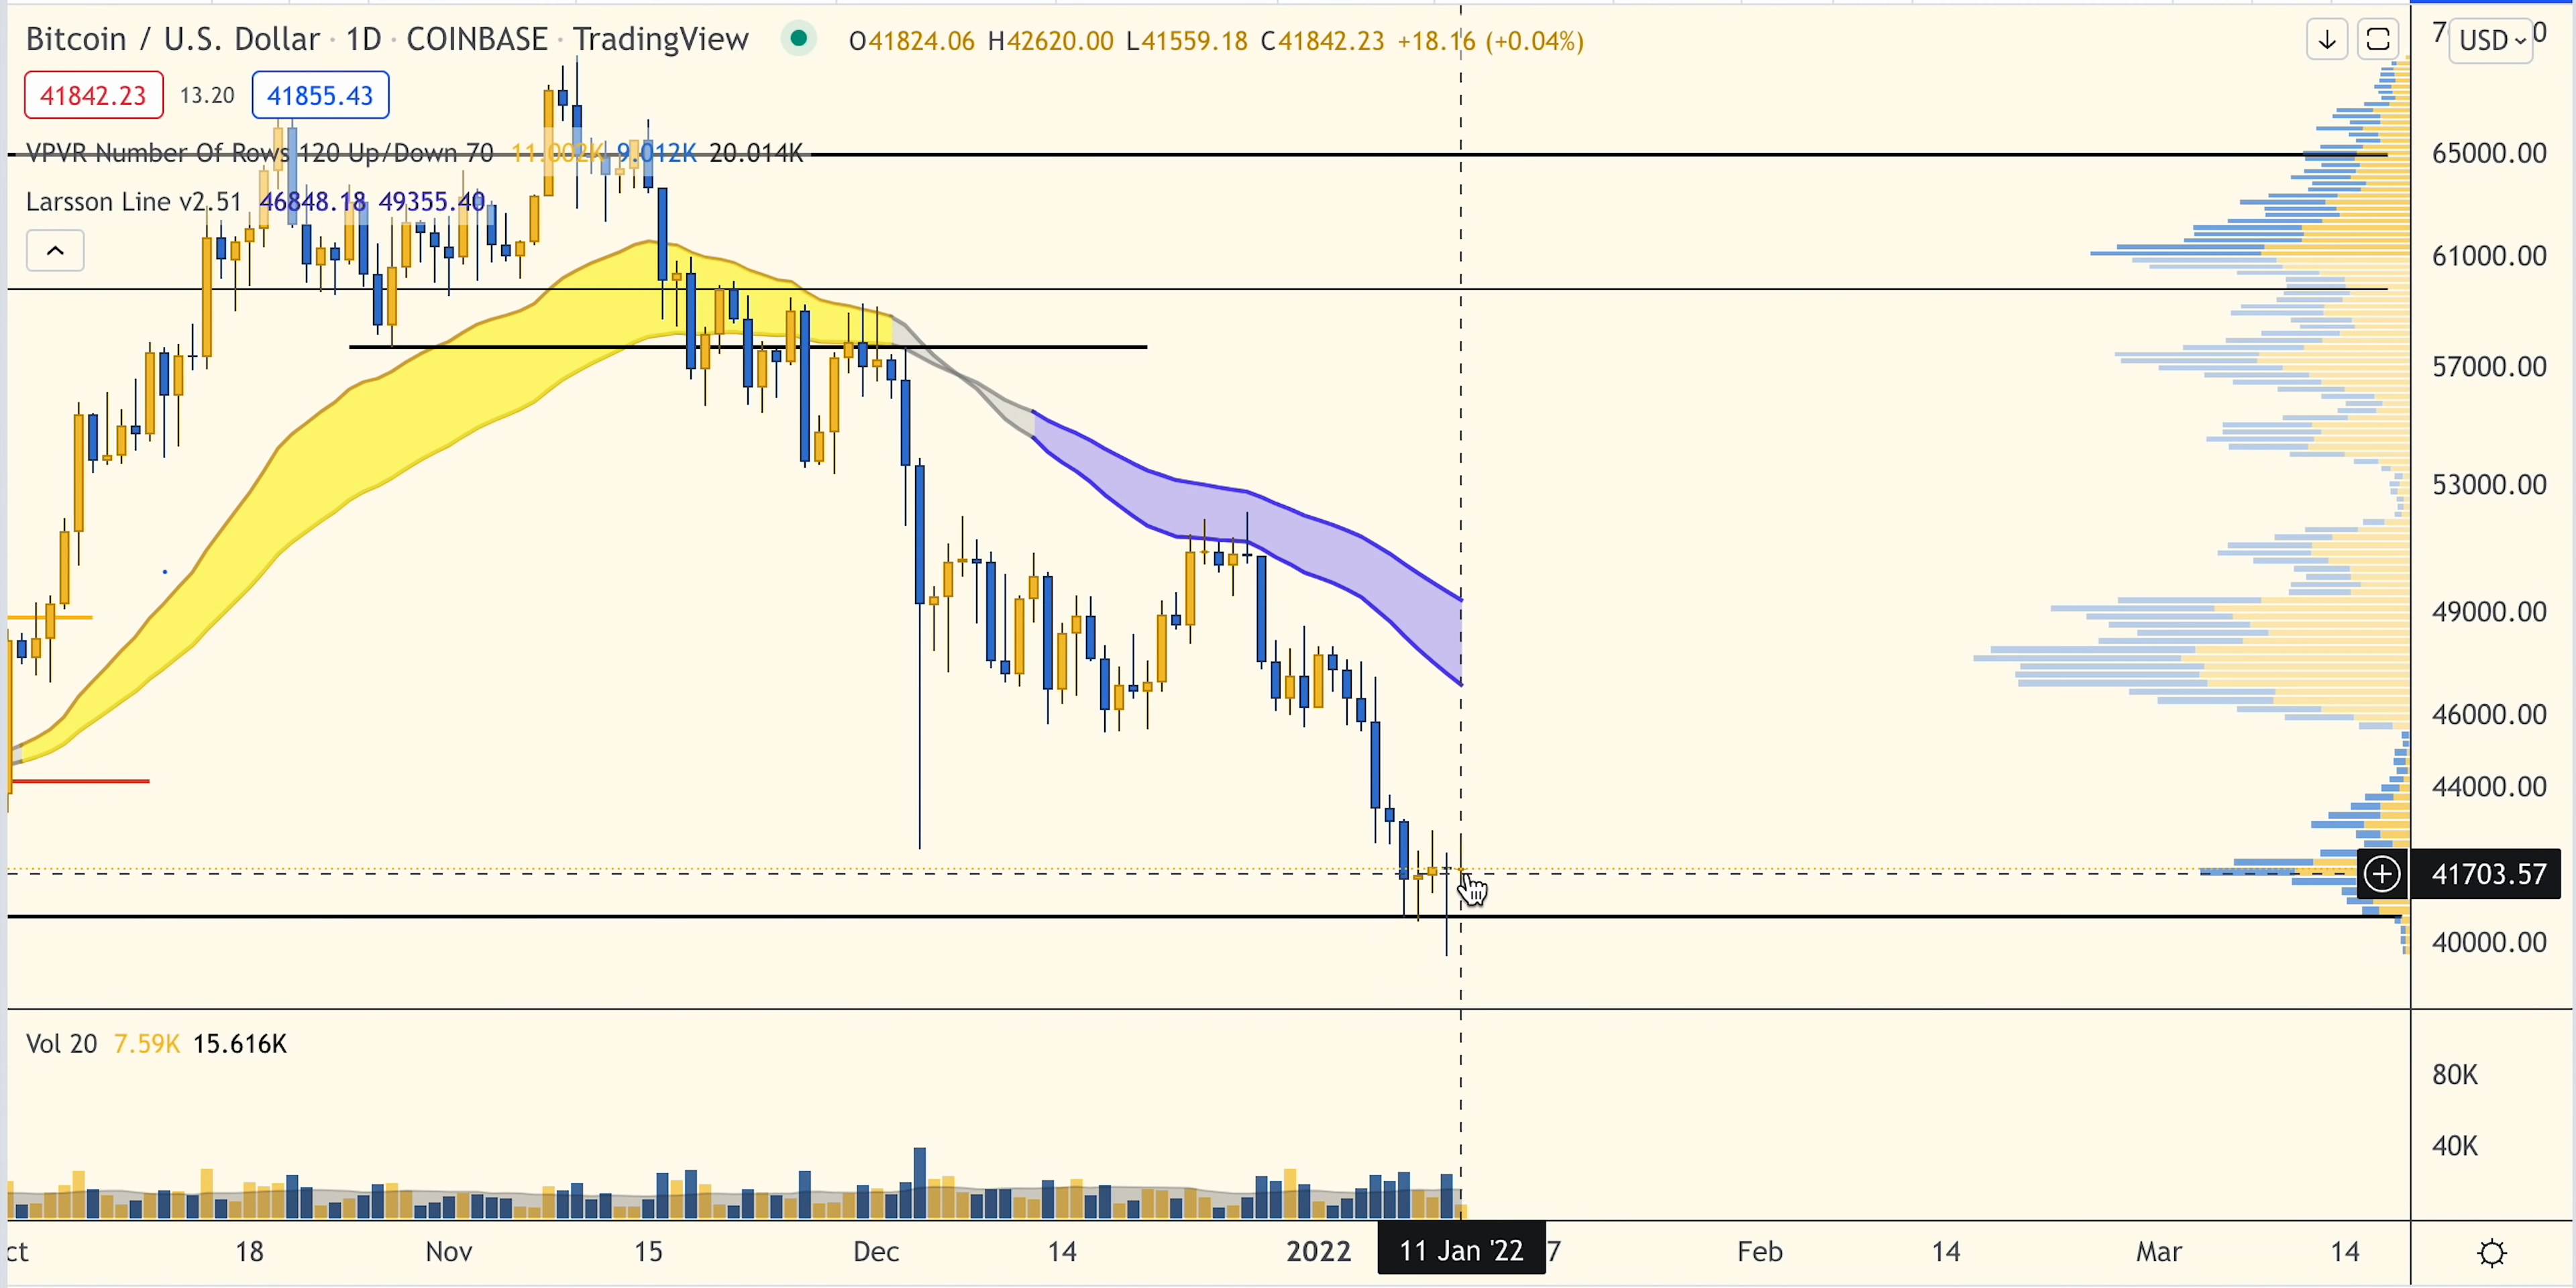 Bitcoin / U.S. Dollar · 1D · COINBASE · TradingView O41824.06 H42620.00 L41559.18 C41842.23 +18.16 (+0.04%)
USD
41842.23 13.20 41855.43
VPVR Number Of Rows 120 Up/Down 70 11.002K 9.012K 20.014K
Larsson Line v2.51 46848.18 49355.40
65000.00
61000.00
57000.00
53000.00
49000.00
46000.00
44000.00
41703.57
40000.00
Vol 20 7.59K 15.616K
80K
40K
ct 18 Nov 15 Dec 14 2022 11 Jan '22 7 Feb 14 Mar 14